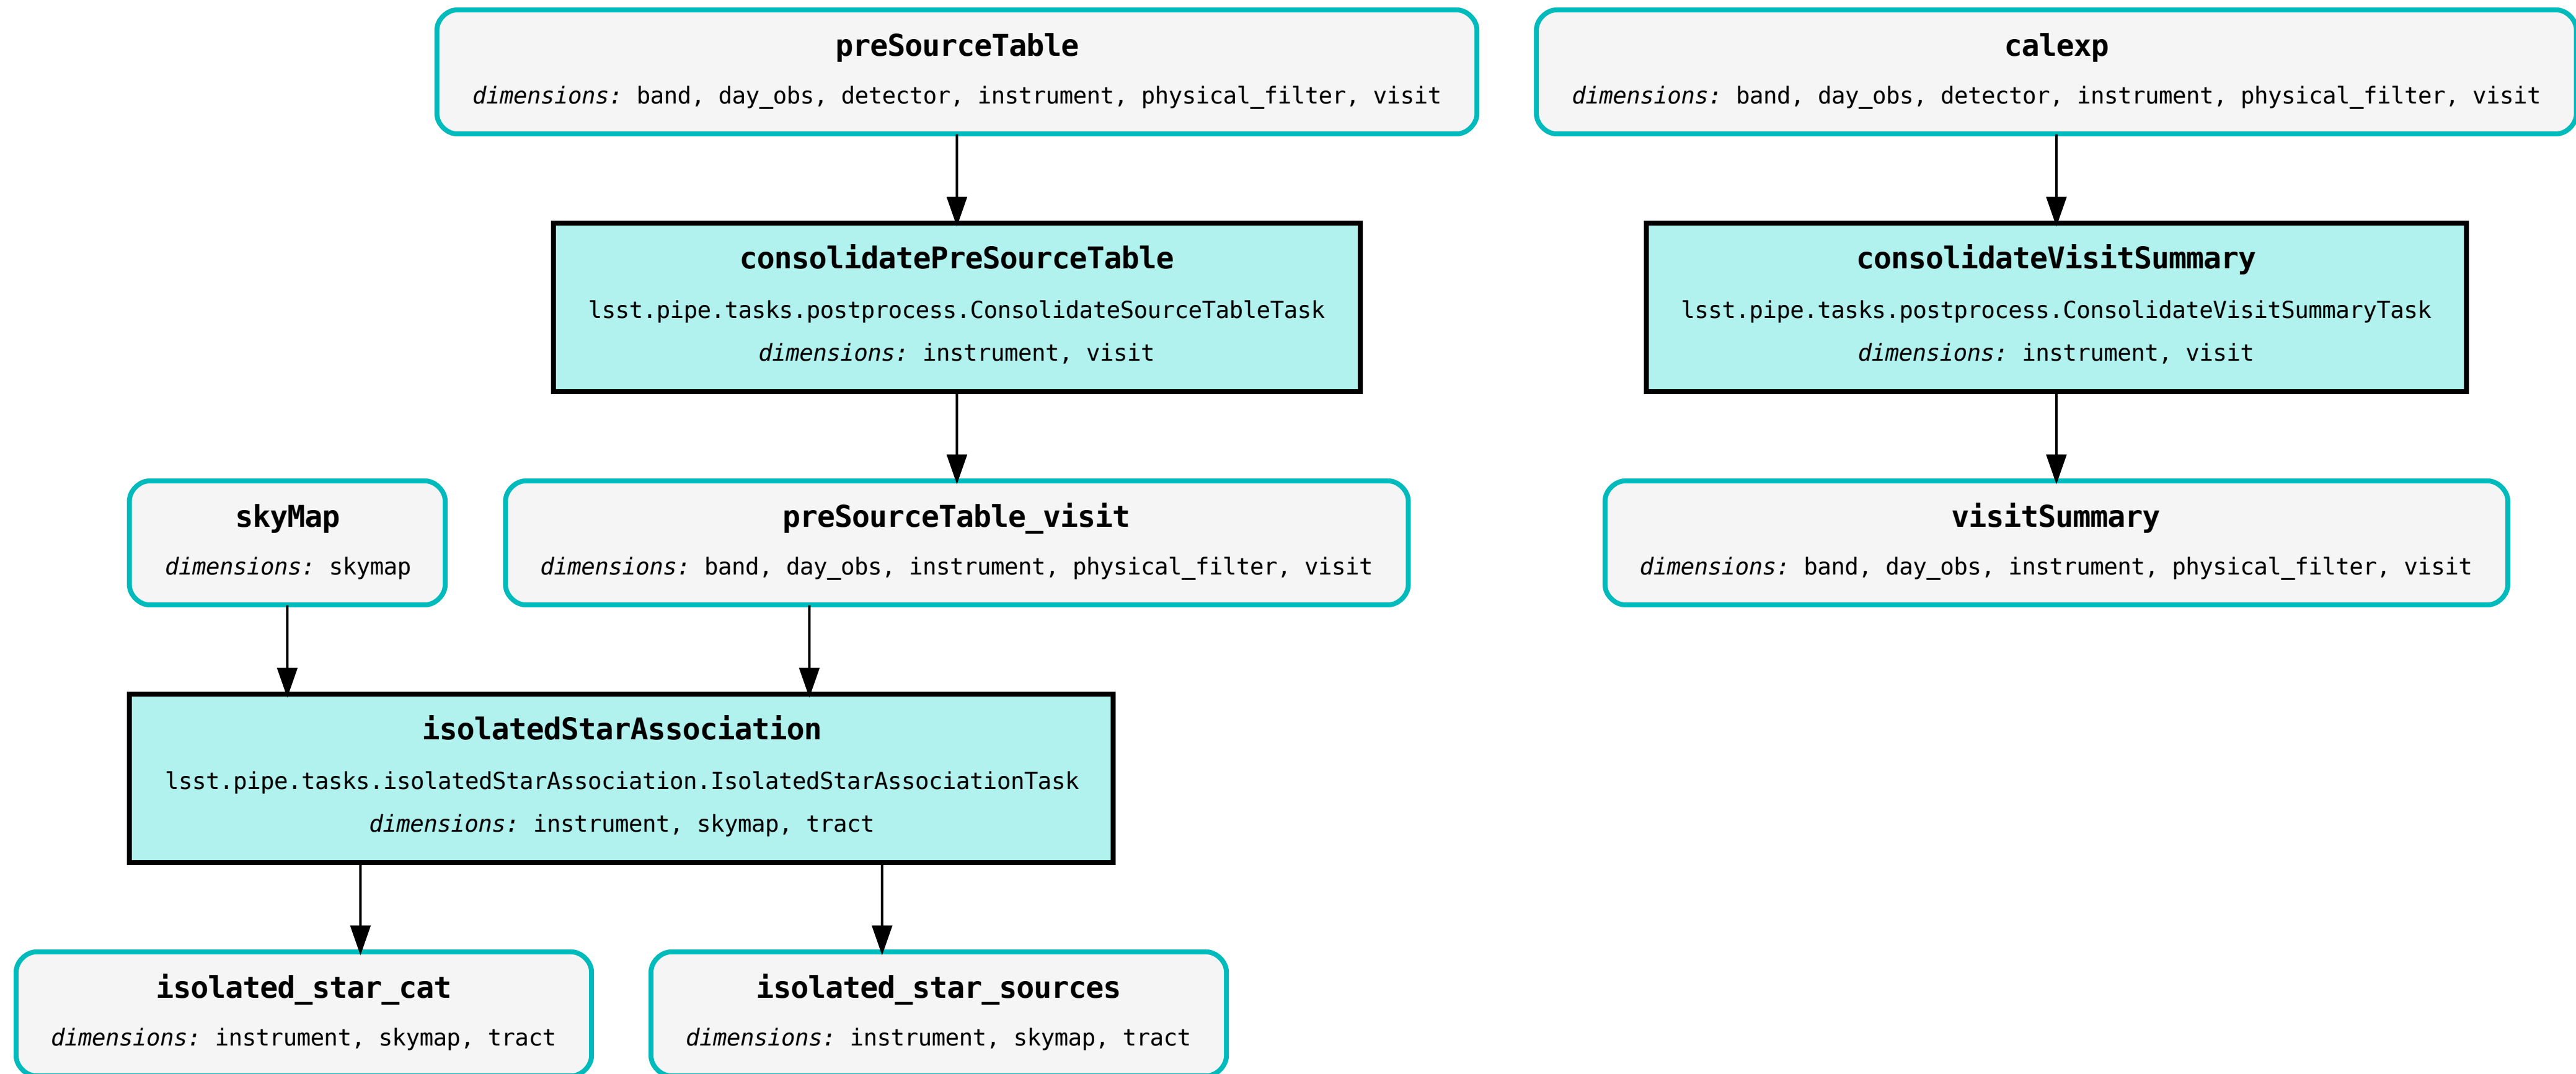 preSourceTable
dimensions: band, day_obs, detector, instrument, physical_filter, visit
calexp
dimensions: band, day_obs, detector, instrument, physical_filter, visit
consolidatePreSourceTable
lsst.pipe.tasks.postprocess.ConsolidateSourceTableTask
dimensions: instrument, visit
consolidateVisitSummary
lsst.pipe.tasks.postprocess.ConsolidateVisitSummaryTask
dimensions: instrument, visit
skyMap
dimensions: skymap
preSourceTable_visit
dimensions: band, day_obs, instrument, physical_filter, visit
visitSummary
dimensions: band, day_obs, instrument, physical_filter, visit
isolatedStarAssociation
lsst.pipe.tasks.isolatedStarAssociation.IsolatedStarAssociationTask
dimensions: instrument, skymap, tract
isolated_star_cat
dimensions: instrument, skymap, tract
isolated_star_sources
dimensions: instrument, skymap, tract